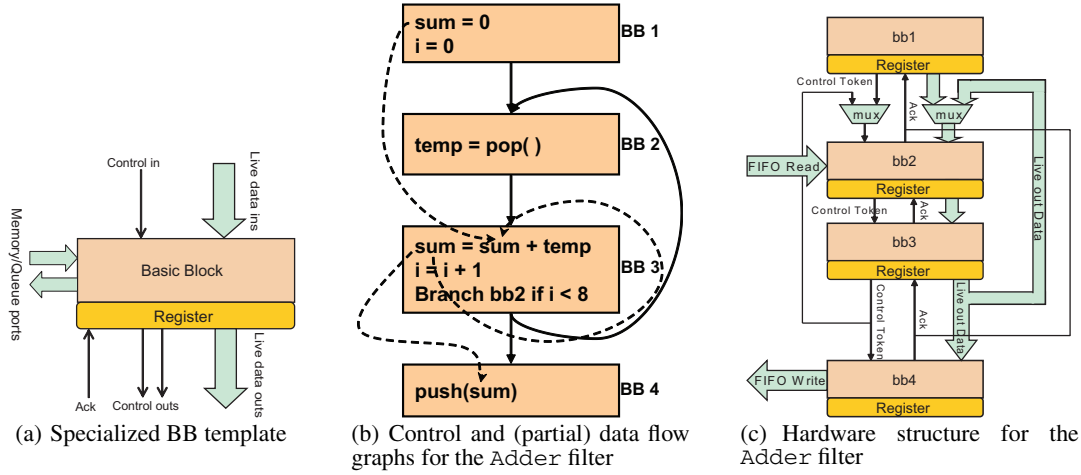 Control in
Live data ins
Memory/Queue ports
Basic Block
Register
Ack
Control outs
Live data outs
(a) Specialized BB template
sum = 0
i = 0
BB 1
temp = pop( )
BB 2
sum = sum + temp
i = i + 1
Branch bb2 if i < 8
BB 3
push(sum)
BB 4
(b) Control and (partial) data flow
graphs for the Adder filter
bb1
Register
Control Token
Ack
mux
mux
FIFO Read
bb2
Register
Control Token
Ack
Live out Data
bb3
Register
Control Token
Ack
Live out Data
FIFO Write
bb4
Register
(c) Hardware structure for the
Adder filter